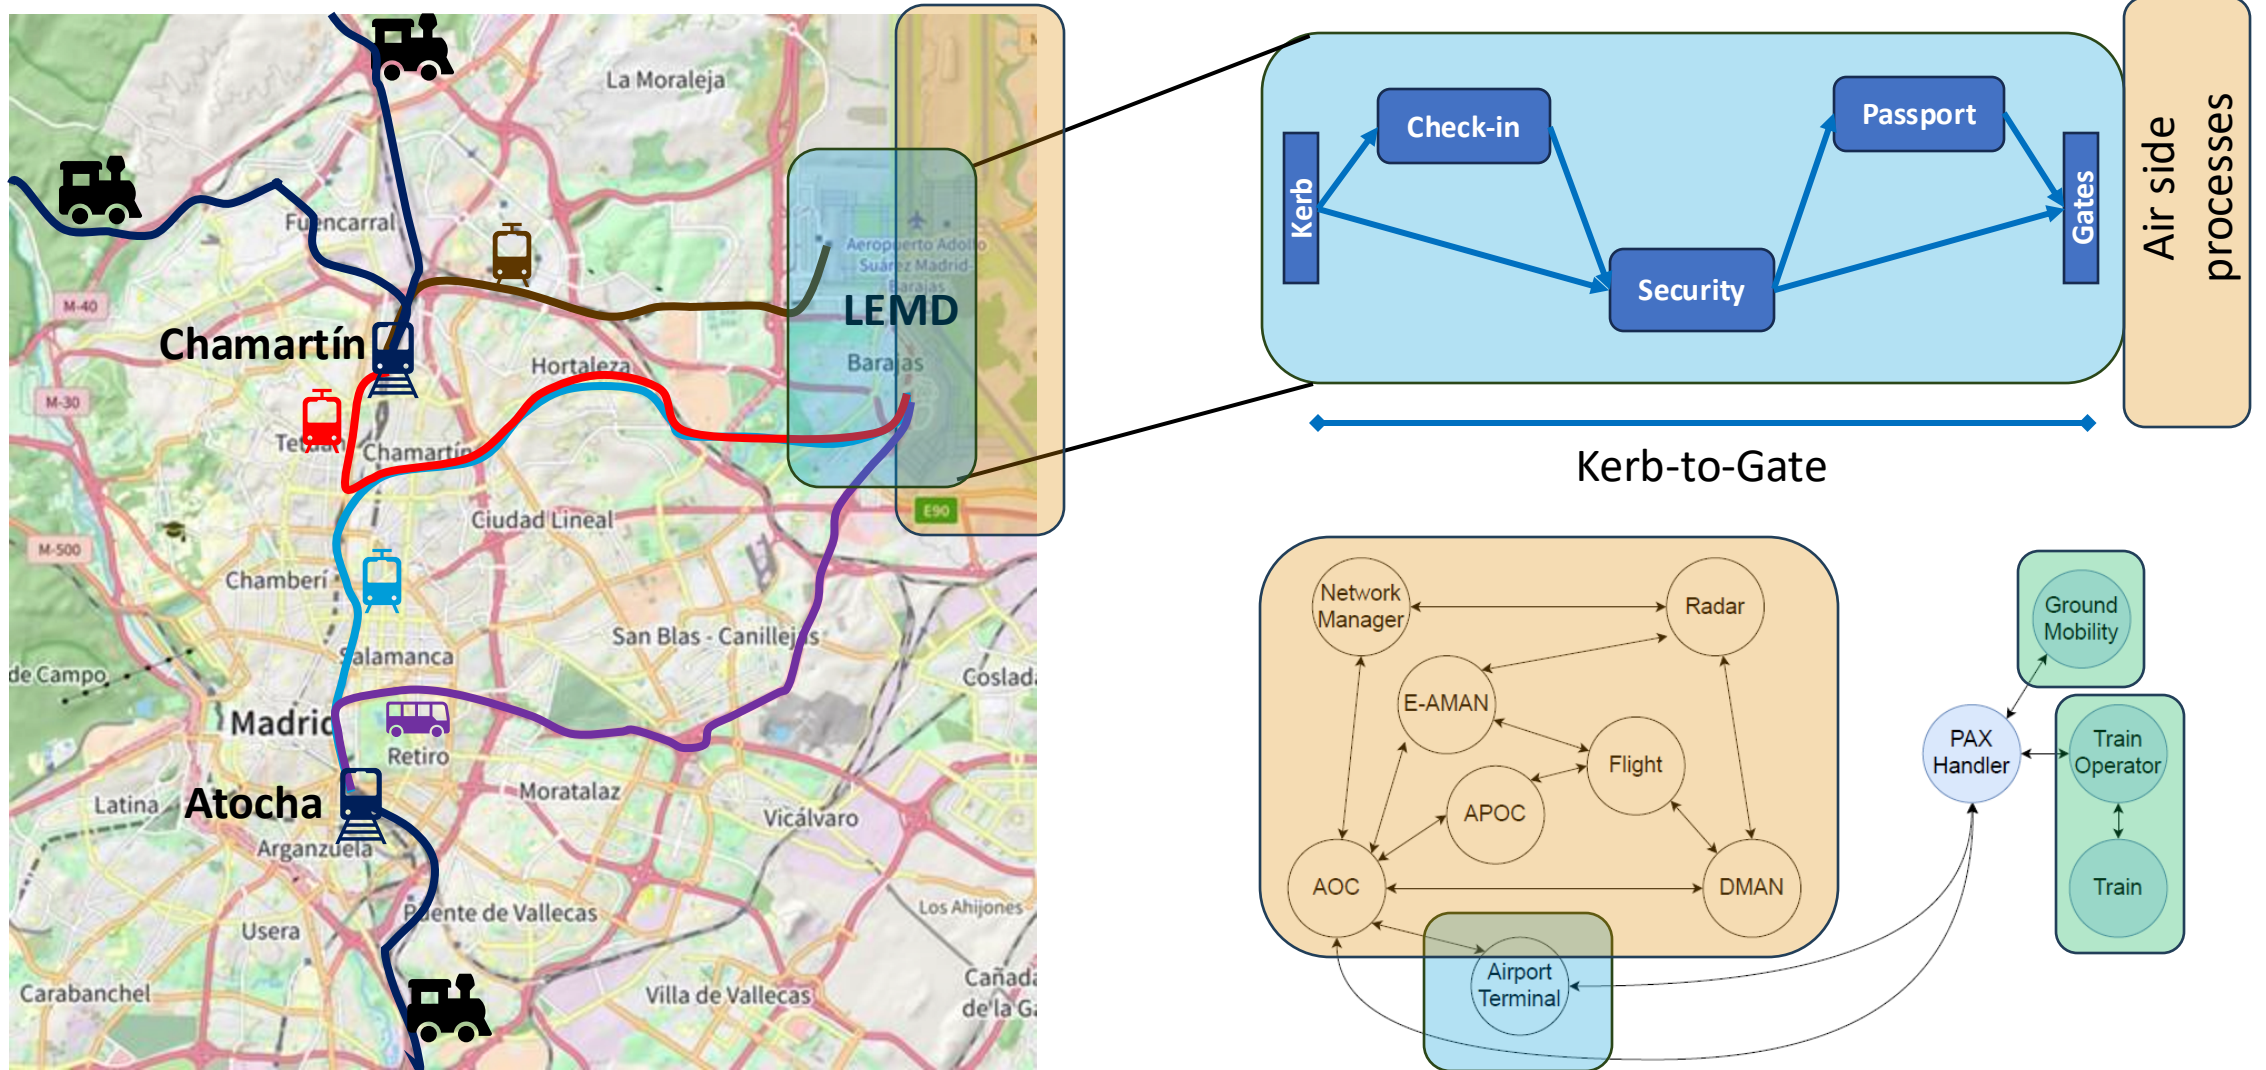 La Moraleja
Fuencarral
Aeropuerto Adolfo
Suárez Madrid-
Barajas
M-40
LEMD
Chamartín
Hortaleza
Barajas
M-30
Tetuán
Chamartín
Ciudad Lineal
E90
M-500
Chamberí
San Blas - Canillejas
Salamanca
de Campo
Coslada
Madrid
Retiro
Atocha
Latina
Moratalaz
Vicálvaro
Arganzuela
Puente de Vallecas
Los Ahijones
Usera
Carabanchel
Villa de Vallecas
Cañada
de la Ga
Kerb
Check-in
Security
Passport
Gates
Air side
processes
Kerb-to-Gate
Network
Manager
Radar
E-AMAN
Flight
APOC
AOC
DMAN
Airport
Terminal
PAX
Handler
Ground
Mobility
Train
Operator
Train